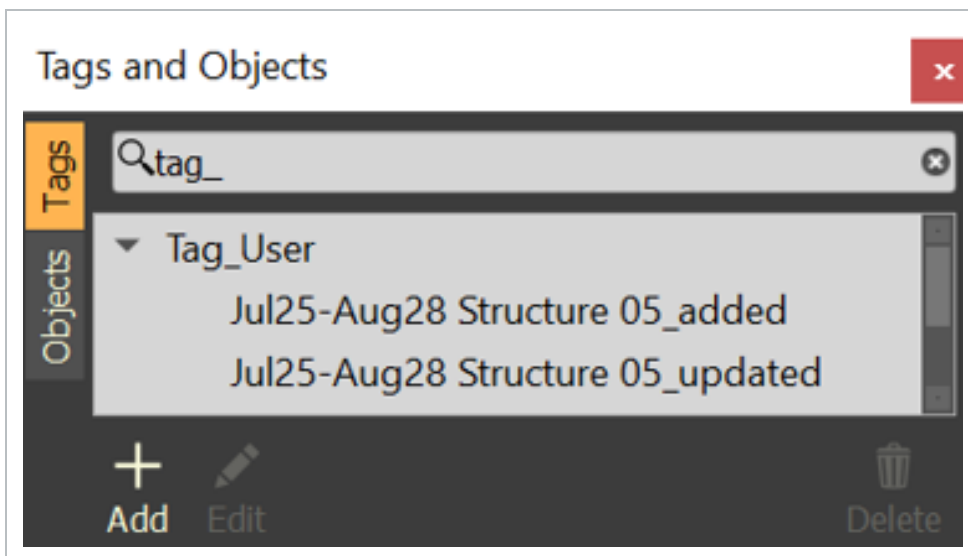 Tags and Objects
x
Tags
tag_
Objects
Tag_User
Jul25-Aug28 Structure 05_added
Jul25-Aug28 Structure 05_updated
Add
Edit
Delete